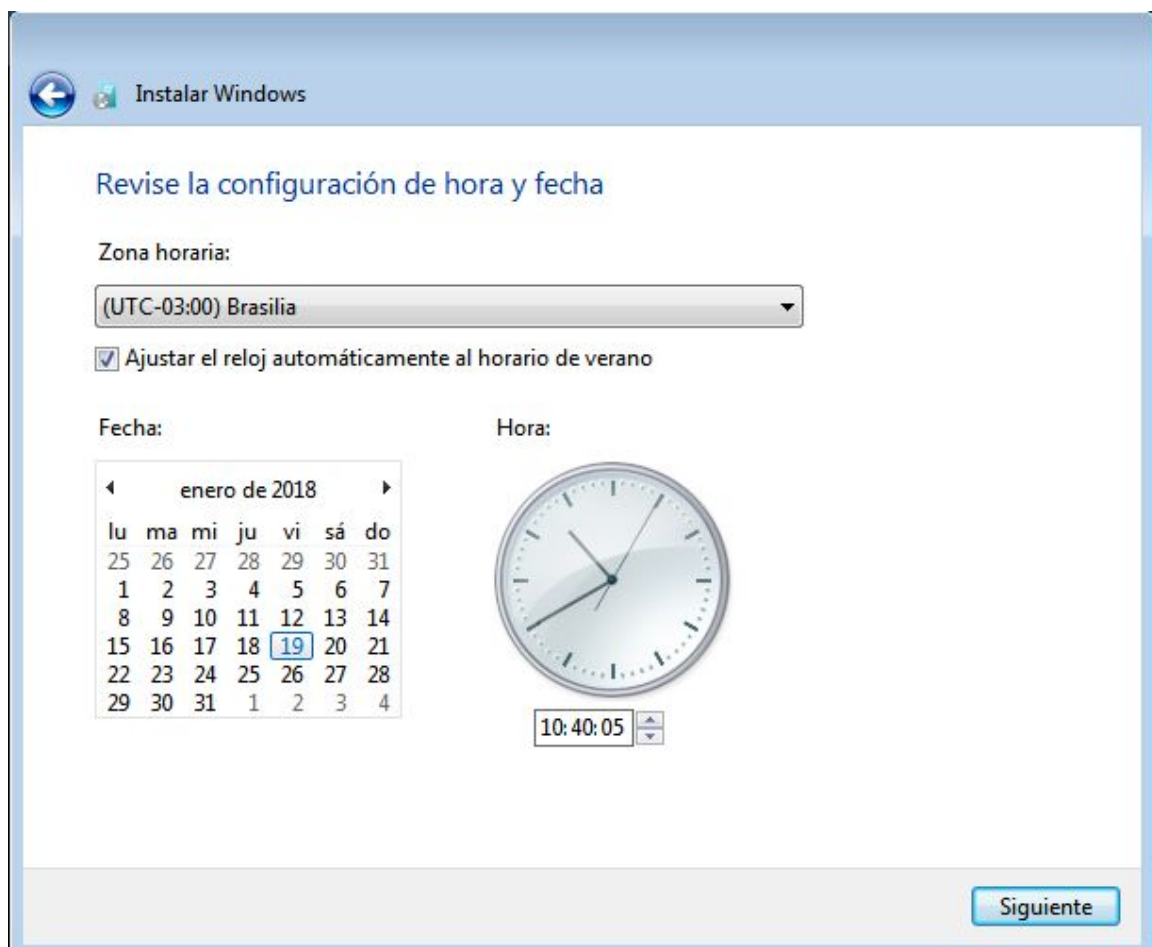 Instalar Windows
Revise la configuración de hora y fecha
Zona horaria:
(UTC-03:00) Brasilia
Ajustar el reloj automáticamente al horario de verano
Fecha:
Hora:
enero de 2018
lu ma mi ju vi sá do
25 26 27 28 29 30 31
1 2 3 4 5 6 7
8 9 10 11 12 13 14
15 16 17 18 19 20 21
22 23 24 25 26 27 28
29 30 31 1 2 3 4
10:40:05
Siguiente